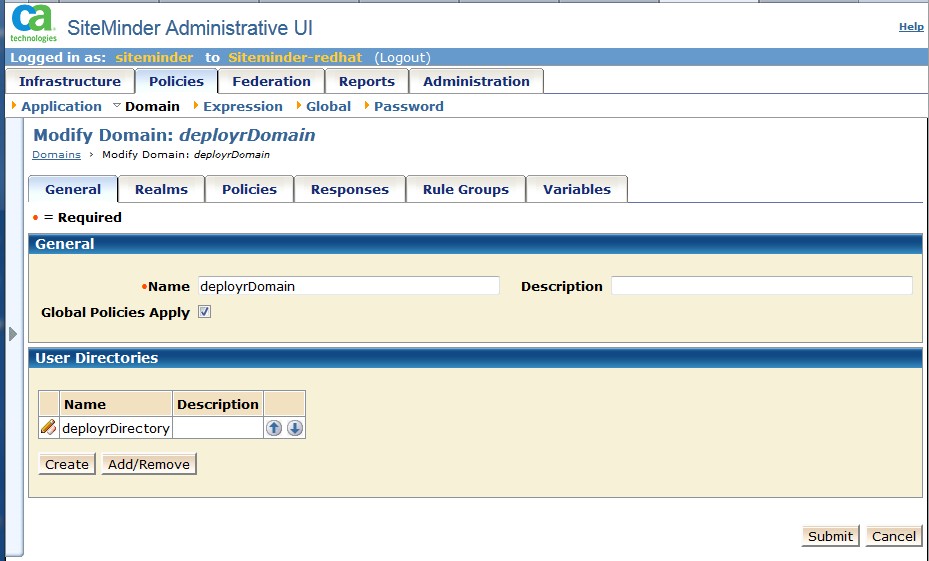 ca
technologies
SiteMinder Administrative UI
Help
Logged in as: siteminder to Siteminder-redhat (Logout)
Infrastructure Policies Federation Reports Administration
Application Domain Expression Global Password
Modify Domain: deployrDomain
Domains › Modify Domain: deployrDomain
General Realms Policies Responses Rule Groups Variables
• = Required
General
•Name deployrDomain Description
Global Policies Apply
User Directories
Name Description
deployrDirectory
Create Add/Remove
Submit Cancel